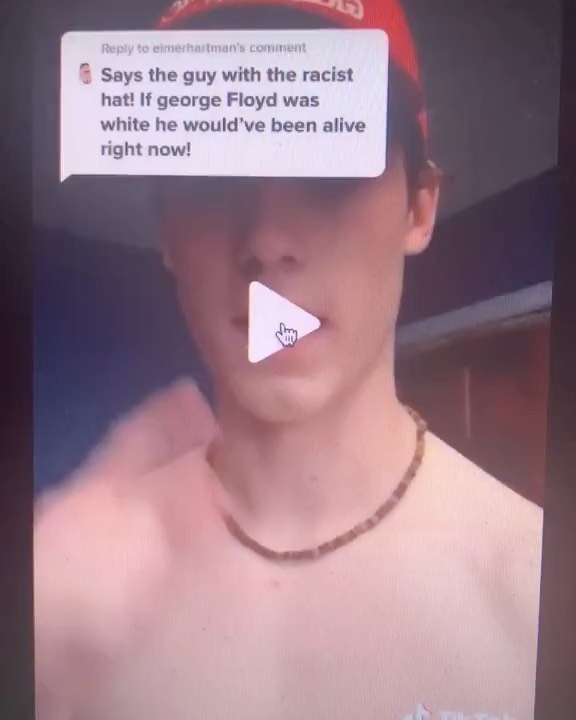 Reply to elmerhartman's comment
Says the guy with the racist
hat! If george Floyd was
white he would've been alive
right now!